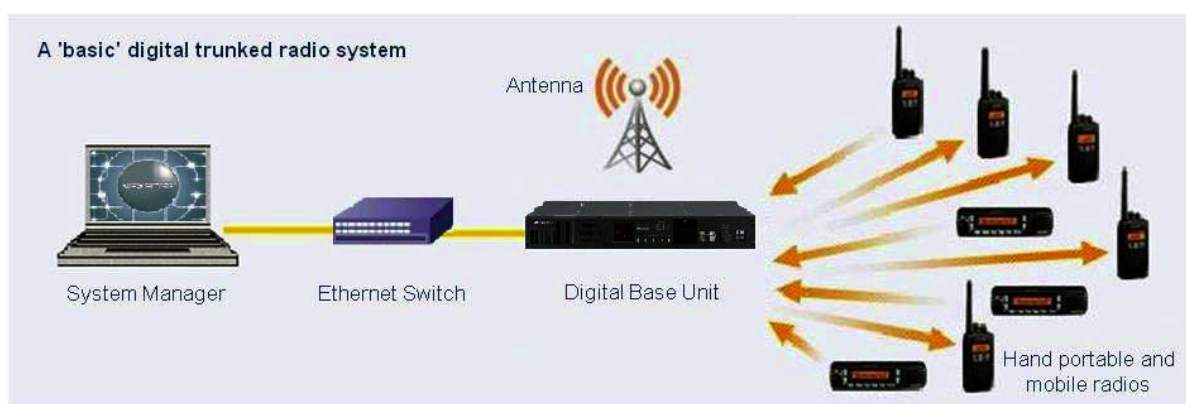 A 'basic' digital trunked radio system
Antenna
System Manager
Ethernet Switch
Digital Base Unit
Hand portable and
mobile radios